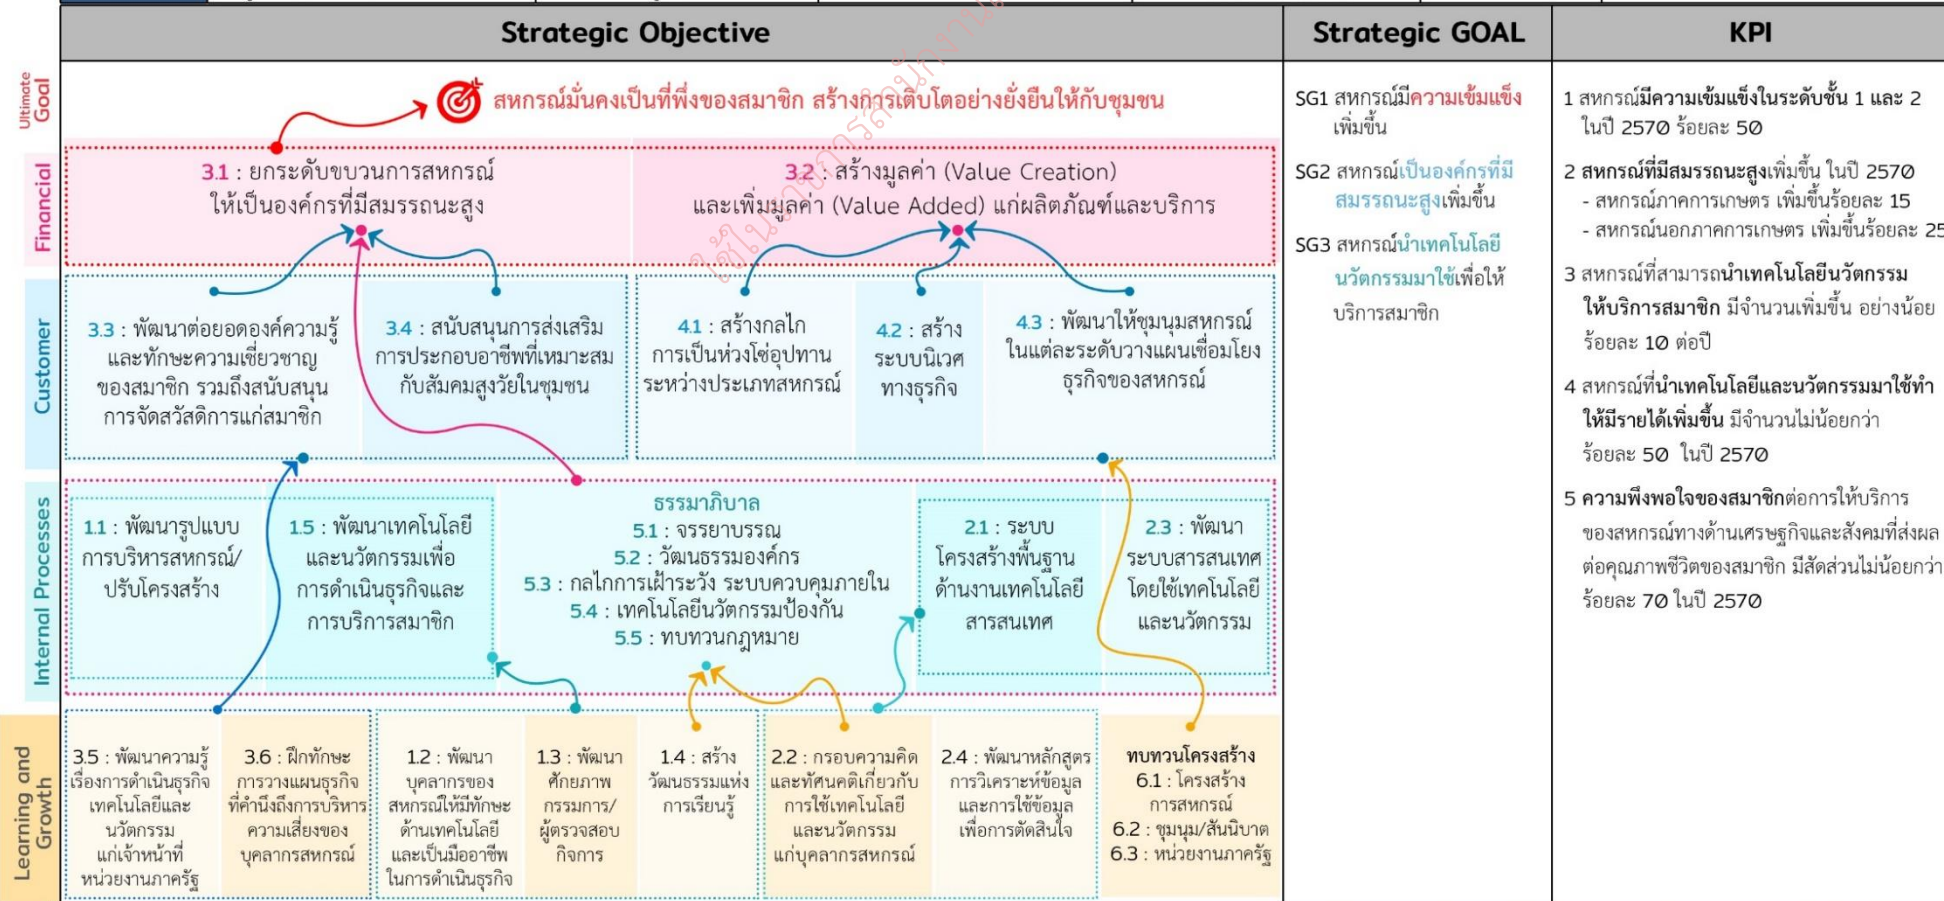 Strategic Objective
Strategic GOAL
KPI
Ultimate
Goal
สหกรณ์มั่นคงเป็นที่พึ่งของสมาชิก สร้างการเติบโตอย่างยั่งยืนให้กับชุมชน
Financial
3.1 : ยกระดับขบวนการสหกรณ์
ให้เป็นองค์กรที่มีสมรรถนะสูง
3.2 : สร้างมูลค่า (Value Creation)
และเพิ่มมูลค่า (Value Added) แก่ผลิตภัณฑ์และบริการ
Customer
3.3 : พัฒนาต่อยอดองค์ความรู้
และทักษะความเชี่ยวชาญ
ของสมาชิก รวมถึงสนับสนุน
การจัดสวัสดิการแก่สมาชิก
3.4 : สนับสนุนการส่งเสริม
การประกอบอาชีพที่เหมาะสม
กับสังคมสูงวัยในชุมชน
4.1 : สร้างกลไก
การเป็นห่วงโซ่อุปทาน
ระหว่างประเภทสหกรณ์
4.2 : สร้าง
ระบบนิเวศ
ทางธุรกิจ
4.3 : พัฒนาให้ชุมนุมสหกรณ์
ในแต่ละระดับวางแผนเชื่อมโยง
ธุรกิจของสหกรณ์
Internal Processes
1.1 : พัฒนารูปแบบ
การบริหารสหกรณ์/
ปรับโครงสร้าง
1.5 : พัฒนาเทคโนโลยี
และนวัตกรรมเพื่อ
การดำเนินธุรกิจและ
การบริการสมาชิก
ธรรมาภิบาล
5.1 : จรรยาบรรณ
5.2 : วัฒนธรรมองค์กร
5.3 : กลไกการเฝ้าระวัง ระบบควบคุมภายใน
5.4 : เทคโนโลยีนวัตกรรมป้องกัน
5.5 : ทบทวนกฎหมาย
2.1 : ระบบ
โครงสร้างพื้นฐาน
ด้านงานเทคโนโลยี
สารสนเทศ
2.3 : พัฒนา
ระบบสารสนเทศ
โดยใช้เทคโนโลยี
และนวัตกรรม
Learning and
Growth
3.5 : พัฒนาความรู้
เรื่องการดำเนินธุรกิจ
เทคโนโลยีและ
นวัตกรรม
แก่เจ้าหน้าที่
หน่วยงานภาครัฐ
3.6 : ฝึกทักษะ
การวางแผนธุรกิจ
ที่คำนึงถึงการบริหาร
ความเสี่ยงของ
บุคลากรสหกรณ์
1.2 : พัฒนา
บุคลากรของ
สหกรณ์ให้มีทักษะ
ด้านเทคโนโลยี
และเป็นมืออาชีพ
ในการดำเนินธุรกิจ
1.3 : พัฒนา
ศักยภาพ
กรรมการ/
ผู้ตรวจสอบ
กิจการ
1.4 : สร้าง
วัฒนธรรมแห่ง
การเรียนรู้
2.2 : กรอบความคิด
และทัศนคติเกี่ยวกับ
การใช้เทคโนโลยี
และนวัตกรรม
แก่บุคลากรสหกรณ์
2.4 : พัฒนาหลักสูตร
การวิเคราะห์ข้อมูล
และการใช้ข้อมูล
เพื่อการตัดสินใจ
ทบทวนโครงสร้าง
6.1 : โครงสร้าง
การสหกรณ์
6.2 : ชุมนุม/สันนิบาต
6.3 : หน่วยงานภาครัฐ
SG1 สหกรณ์มีความเข้มแข็ง
เพิ่มขึ้น
SG2 สหกรณ์เป็นองค์กรที่มี
สมรรถนะสูงเพิ่มขึ้น
SG3 สหกรณ์นำเทคโนโลยี
นวัตกรรมมาใช้เพื่อให้
บริการสมาชิก
1 สหกรณ์มีความเข้มแข็งในระดับชั้น 1 และ 2
ในปี 2570 ร้อยละ 50
2 สหกรณ์ที่มีสมรรถนะสูงเพิ่มขึ้น ในปี 2570
- สหกรณ์ภาคการเกษตร เพิ่มขึ้นร้อยละ 15
- สหกรณ์นอกภาคการเกษตร เพิ่มขึ้นร้อยละ 25
3 สหกรณ์ที่สามารถนำเทคโนโลยีนวัตกรรม
ให้บริการสมาชิก มีจำนวนเพิ่มขึ้น อย่างน้อย
ร้อยละ 10 ต่อปี
4 สหกรณ์ที่นำเทคโนโลยีและนวัตกรรมมาใช้ทำ
ให้มีรายได้เพิ่มขึ้น มีจำนวนไม่น้อยกว่า
ร้อยละ 50 ในปี 2570
5 ความพึงพอใจของสมาชิกต่อการให้บริการ
ของสหกรณ์ทางด้านเศรษฐกิจและสังคมที่ส่งผล
ต่อคุณภาพชีวิตของสมาชิก มีสัดส่วนไม่น้อยกว่า
ร้อยละ 70 ในปี 2570